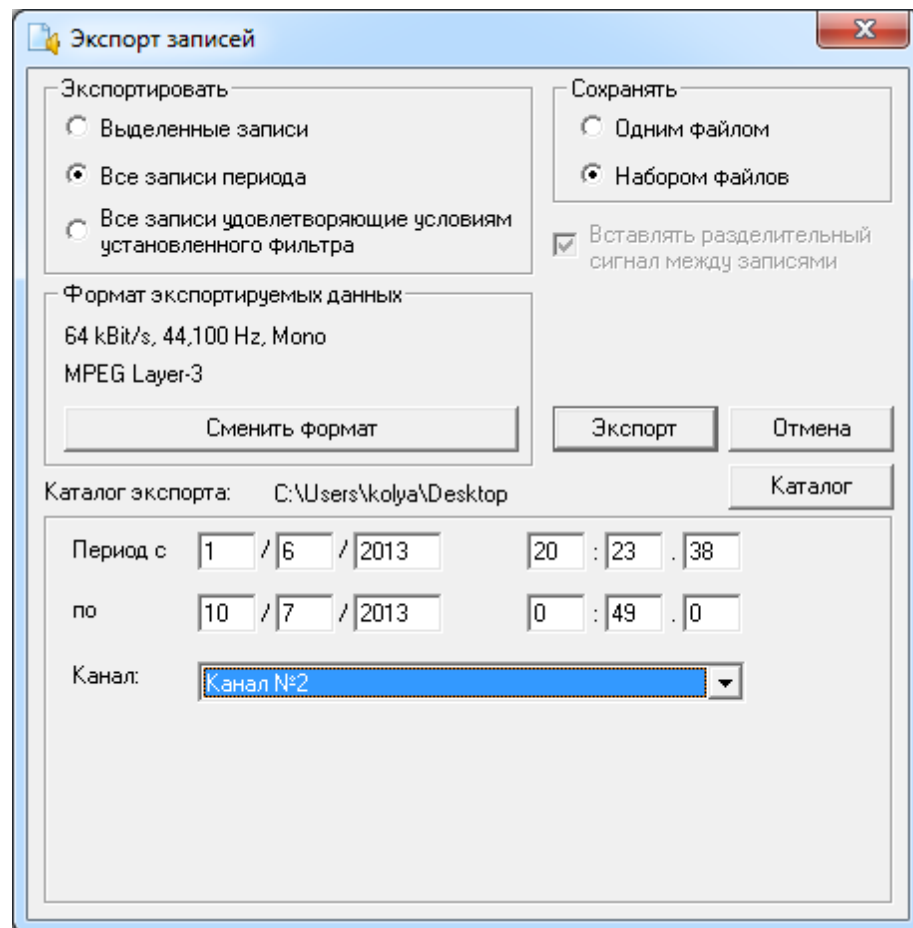 Экспорт записей
Экспортировать
Выделенные записи
Все записи периода
Все записи удовлетворяющие условиям
установленного фильтра
Сохранять
Одним файлом
Набором файлов
Вставлять разделительный
сигнал между записями
Формат экспортируемых данных
64 kBit/s, 44,100 Hz, Mono
MPEG Layer-3
Сменить формат
Экспорт
Отмена
Каталог экспорта: C:\Users\kolya\Desktop
Каталог
Период с 1 / 6 / 2013 20 : 23 . 38
по 10 / 7 / 2013 0 : 49 . 0
Канал: Канал №2